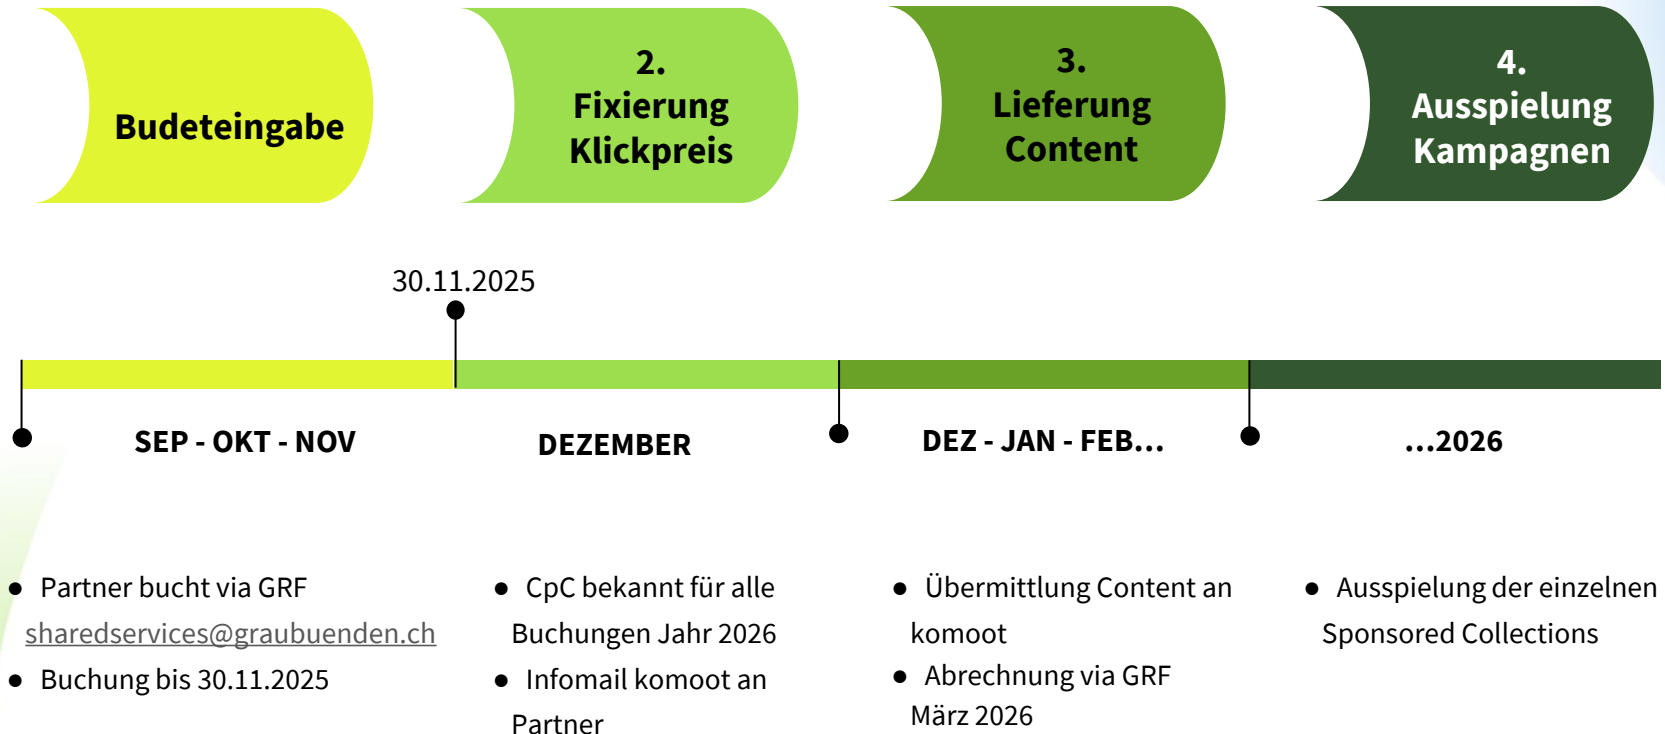 Budeteingabe
2.
Fixierung
Klickpreis
3.
Lieferung
Content
4.
Ausspielung
Kampagnen
30.11.2025
SEP - OKT - NOV
DEZEMBER
DEZ - JAN - FEB...
...2026
● Partner bucht via GRF
sharedservices@graubuenden.ch
● Buchung bis 30.11.2025
● CpC bekannt für alle
Buchungen Jahr 2026
● Infomail komoot an
Partner
● Übermittlung Content an
komoot
● Abrechnung via GRF
März 2026
● Ausspielung der einzelnen
Sponsored Collections